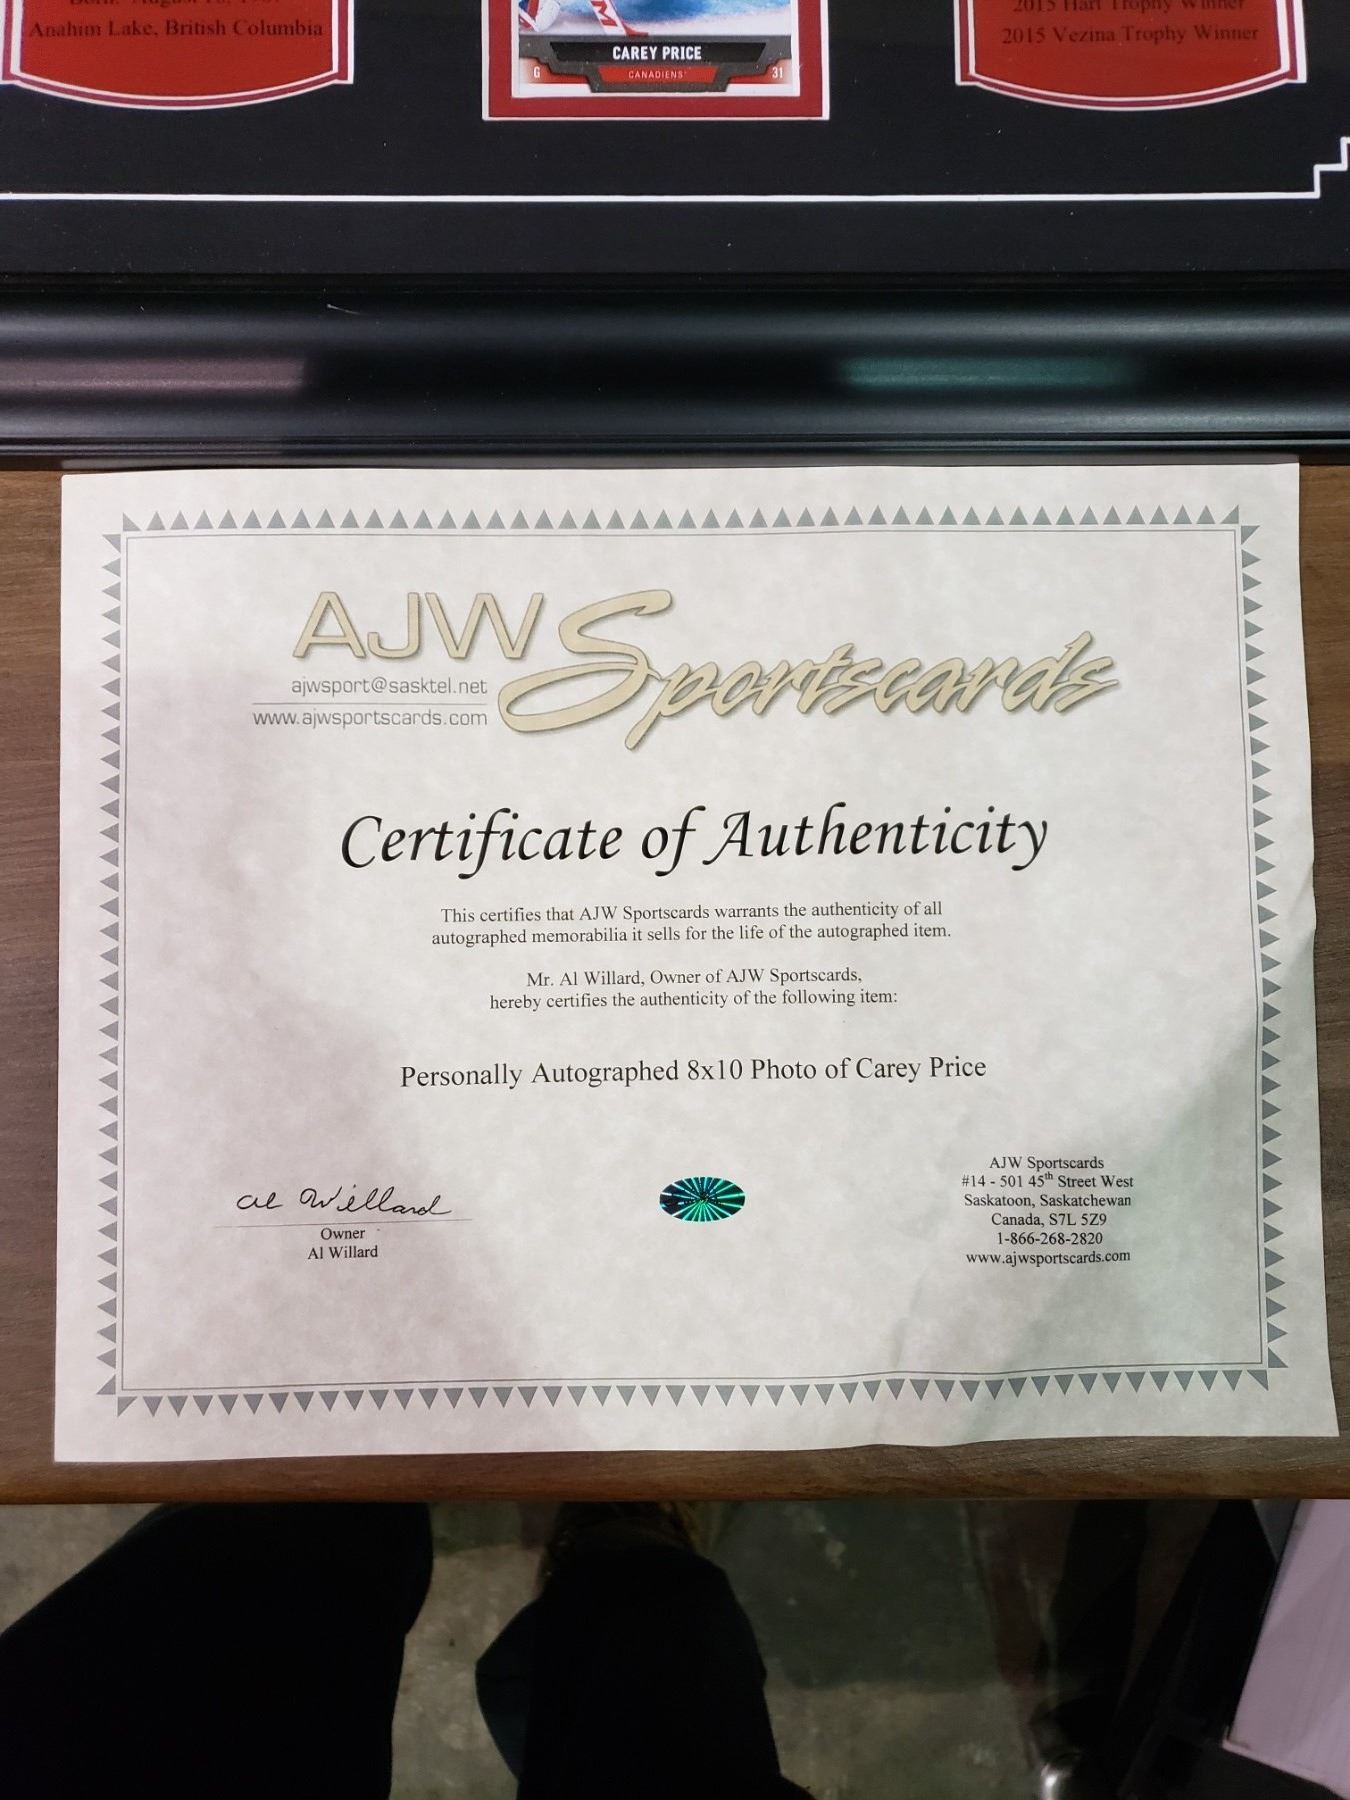 Anahim Lake, British Columbia
CAREY PRICE
G CANADIENS 31
2015 Hart Trophy Winner
2015 Vezina Trophy Winner
AJW Sportscards
ajwsport@sasktel.net
www.ajwsportscards.com
Certificate of Authenticity
This certifies that AJW Sportscards warrants the authenticity of all
autographed memorabilia it sells for the life of the autographed item.
Mr. Al Willard, Owner of AJW Sportscards,
hereby certifies the authenticity of the following item:
Personally Autographed 8x10 Photo of Carey Price
Al Willard
Owner
Al Willard
AJW Sportscards
#14 - 501 45th Street West
Saskatoon, Saskatchewan
Canada, S7L 5Z9
1-866-268-2820
www.ajwsportscards.com